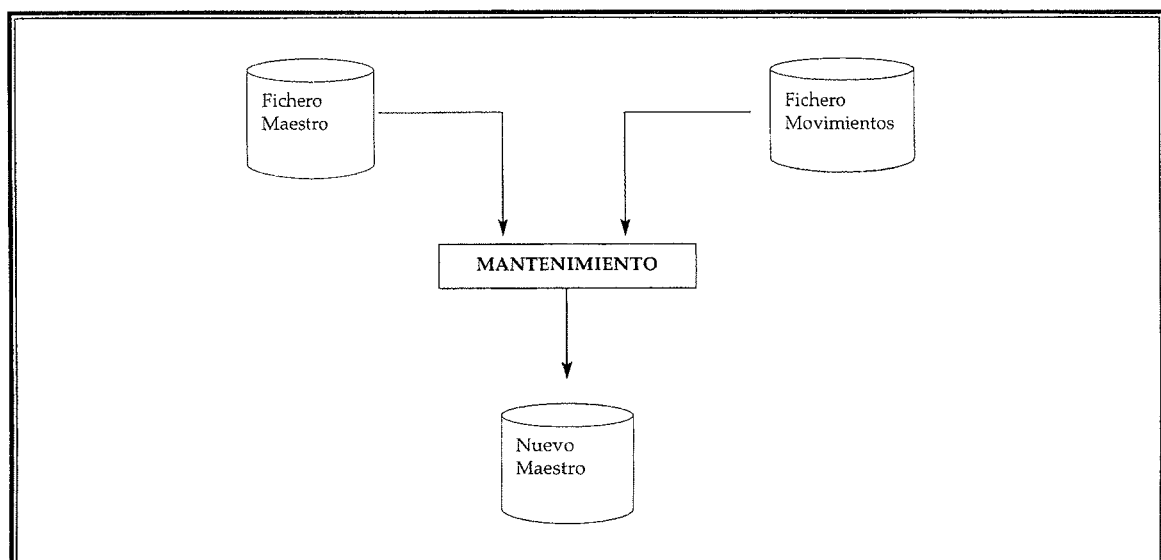 Fichero
Maestro
Fichero
Movimientos
MANTENIMIENTO
Nuevo
Maestro